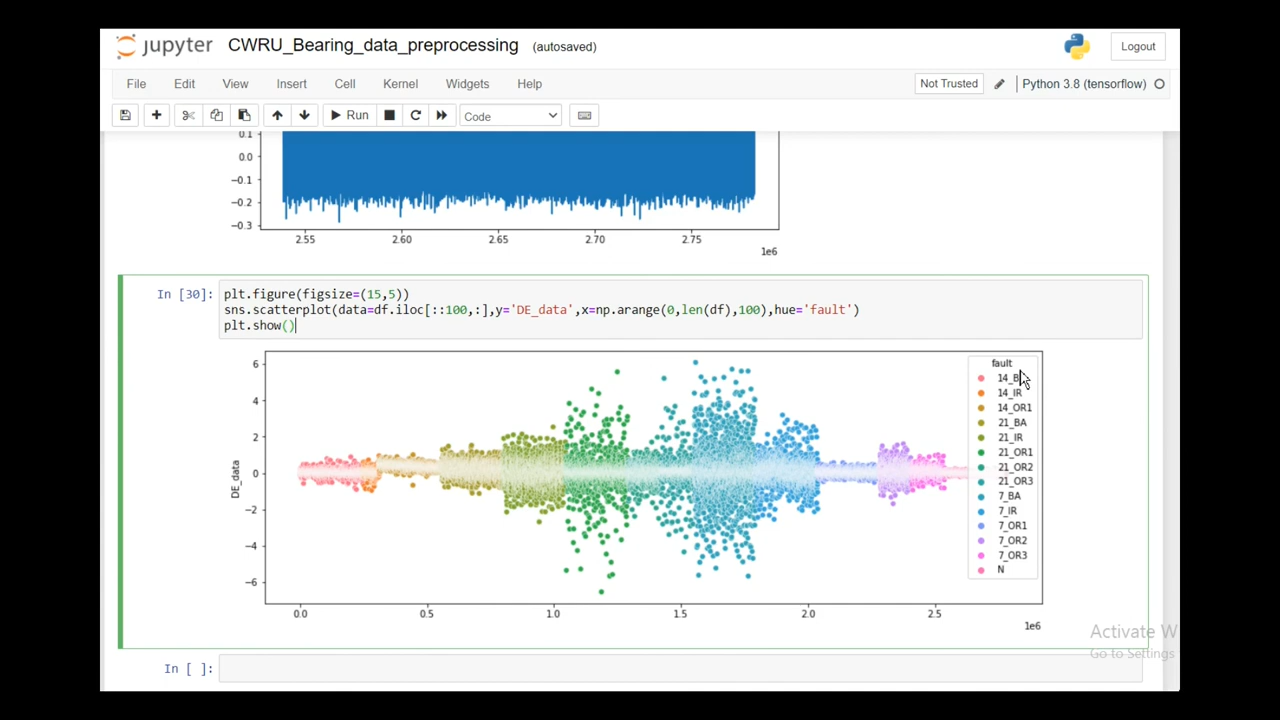 jupyter CWRU_Bearing_data_preprocessing (autosaved) Logout
File Edit View Insert Cell Kernel Widgets Help Not Trusted Python 3.8 (tensorflow)
Run Code
0.1
0.0
−0.1
−0.2
−0.3
2.55 2.60 2.65 2.70 2.75
1e6
In [30]: plt.figure(figsize=(15,5))
sns.scatterplot(data=df.iloc[::100,:],y='DE_data',x=np.arange(0,len(df),100),hue='fault')
plt.show()
6
4
2
0
−2
−4
−6
DE_data
fault
14_BA
14_IR
14_OR1
21_BA
21_IR
21_OR1
21_OR2
21_OR3
7_BA
7_IR
7_OR1
7_OR2
7_OR3
N
0.0 0.5 1.0 1.5 2.0 2.5
1e6
Activate W
Go to Settings
In [ ]: